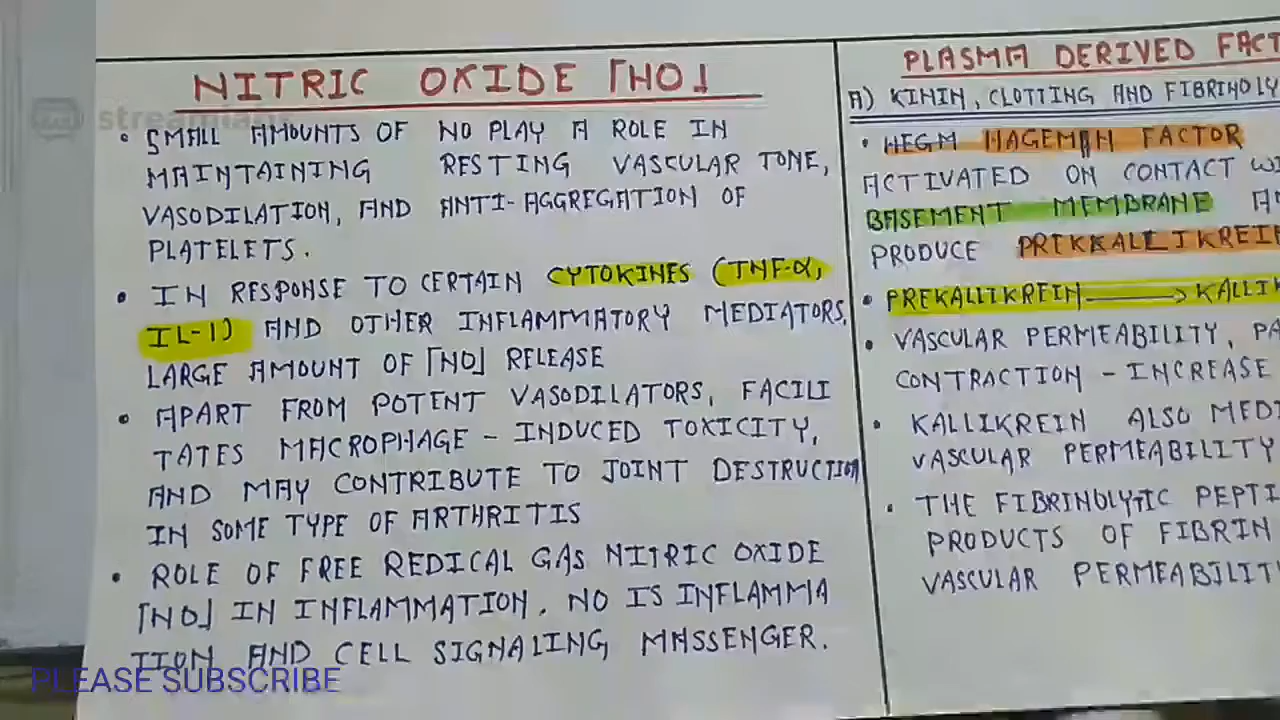 NITRIC OXIDE [NO]
• SMALL AMOUNTS OF NO PLAY A ROLE IN
MAINTAINING RESTING VASCULAR TONE,
VASODILATION, AND ANTI-AGGREGATION OF
PLATELETS.
• IN RESPONSE TO CERTAIN CYTOKINES (TNF-α,
IL-1) AND OTHER INFLAMMATORY MEDIATORS,
LARGE AMOUNT OF [NO] RELEASE
• APART FROM POTENT VASODILATORS, FACILI
TATES MACROPHAGE - INDUCED TOXICITY,
AND MAY CONTRIBUTE TO JOINT DESTRUCTION
IN SOME TYPE OF ARTHRITIS
• ROLE OF FREE REDICAL GAS NITRIC OXIDE
[NO] IN INFLAMMATION. NO IS INFLAMMA
TION AND CELL SIGNALING MASSENGER.
PLASMA DERIVED FACT
A) KININ, CLOTTING AND FIBRINOLY
• HEGM HAGEMAN FACTOR
ACTIVATED ON CONTACT WI
BASEMENT MEMBRANE A
PRODUCE PREKKALLIKREIN
• PREKALLIKREIN → KALLIK
• VASCULAR PERMEABILITY, PA
CONTRACTION - INCREASE
• KALLIKREIN ALSO MEDI
VASCULAR PERMEABILITY
• THE FIBRINOLYTIC PEPTI
PRODUCTS OF FIBRIN
VASCULAR PERMEABILIT
streamlabs
PLEASE SUBSCRIBE